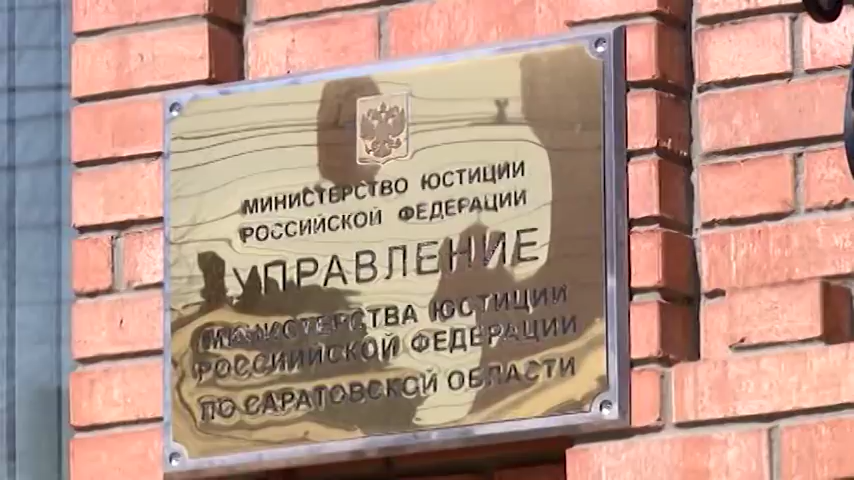 МИНИСТЕРСТВО ЮСТИЦИИ
РОССИЙСКОЙ ФЕДЕРАЦИИ
УПРАВЛЕНИЕ
МИНИСТЕРСТВА ЮСТИЦИИ
РОССИЙСКОЙ ФЕДЕРАЦИИ
ПО САРАТОВСКОЙ ОБЛАСТИ